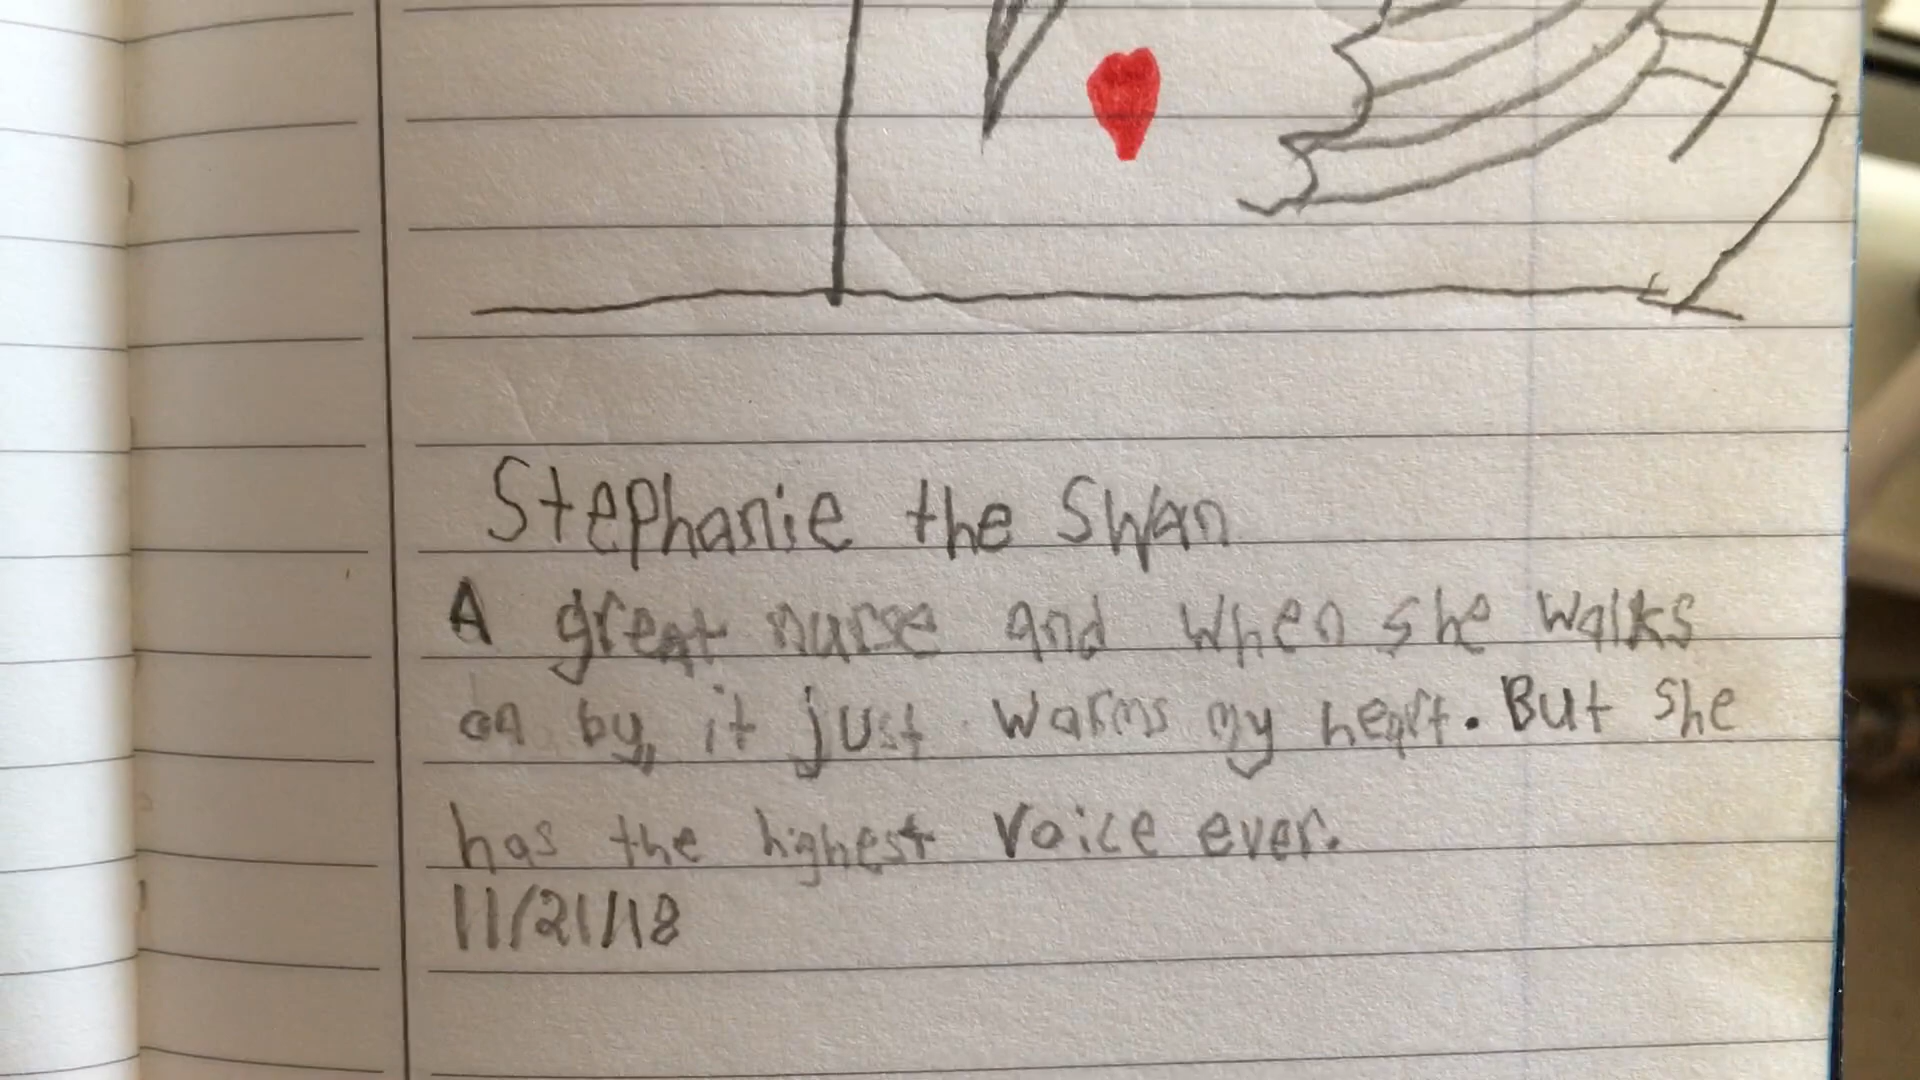 Stephanie the Swan
A great nurse and when she walks
on by, it just warms my heart. But she
has the highest voice ever.
11/21/18